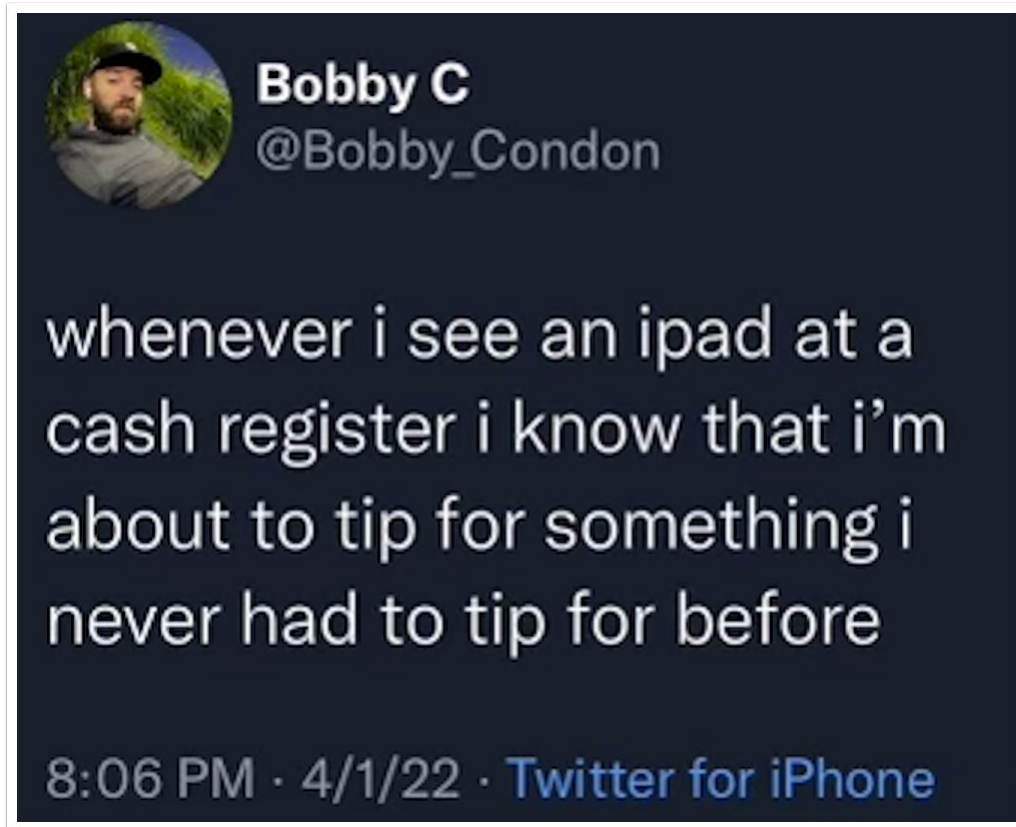 Bobby C
@Bobby_Condon
whenever i see an ipad at a
cash register i know that i’m
about to tip for something i
never had to tip for before
8:06 PM · 4/1/22 · Twitter for iPhone